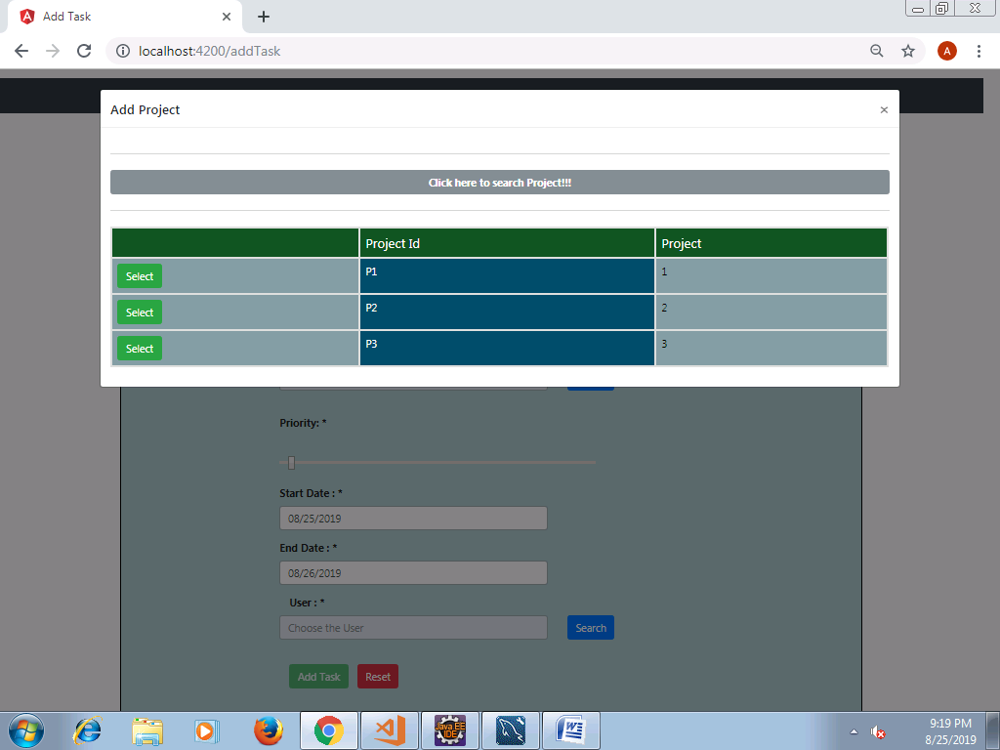 Add Task
localhost:4200/addTask
A
Add Project
×
Click here to search Project!!!
Project Id Project
Select P1 1
Select P2 2
Select P3 3
Priority: *
Start Date : *
08/25/2019
End Date : *
08/26/2019
User : *
Choose the User Search
Add Task Reset
Java EE
IDE
W
9:19 PM
8/25/2019